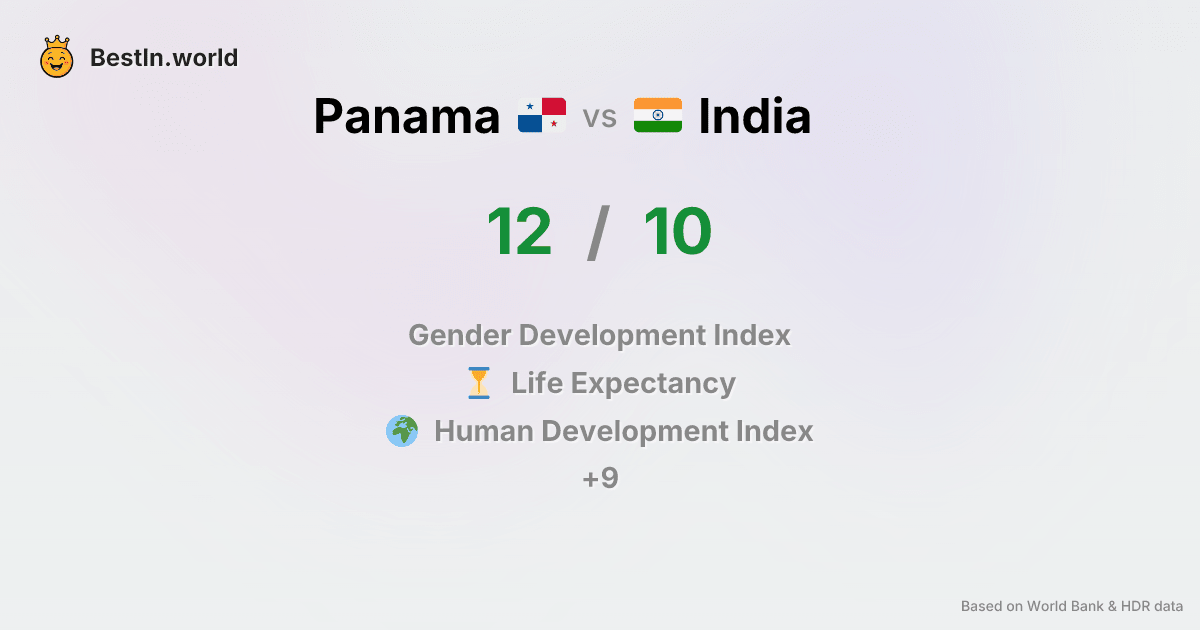 BestIn.world
Panama vs India
12 / 10
Gender Development Index
Life Expectancy
Human Development Index
+9
Based on World Bank & HDR data